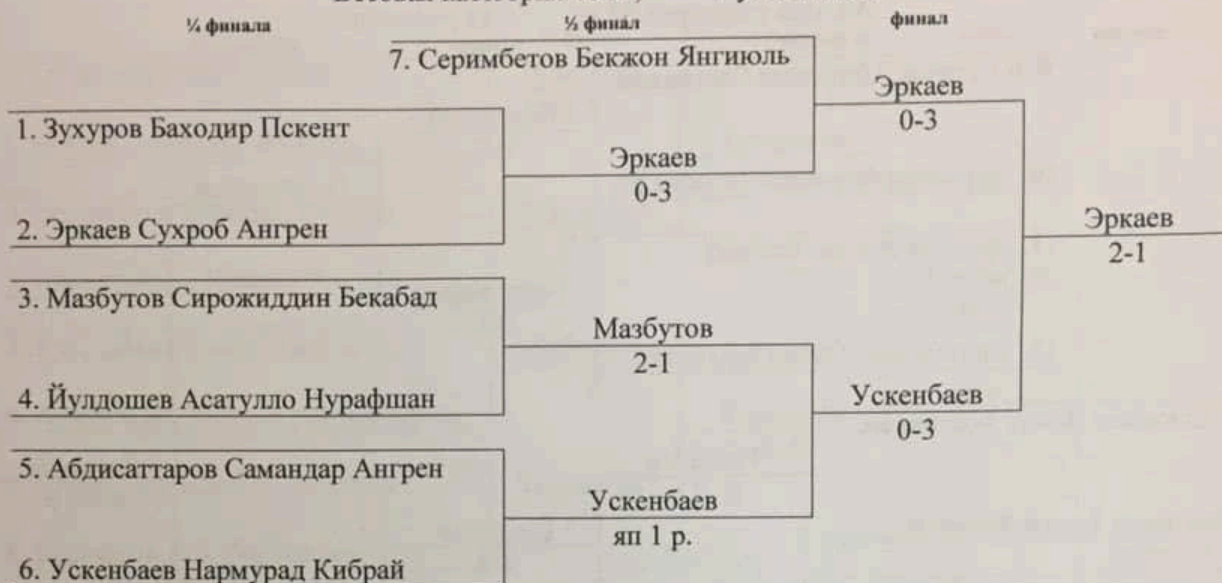 ¼ финала
½ финал
финал
7. Серимбетов Бекжон Янгиюль
Эркаев
0-3
1. Зухуров Баходир Пскент
Эркаев
0-3
2. Эркаев Сухроб Ангрен
Эркаев
2-1
3. Мазбутов Сирожиддин Бекабад
Мазбутов
2-1
4. Йулдошев Асатулло Нурафшан
Ускенбаев
0-3
5. Абдисаттаров Самандар Ангрен
Ускенбаев
яп 1 р.
6. Ускенбаев Нармурад Кибрай